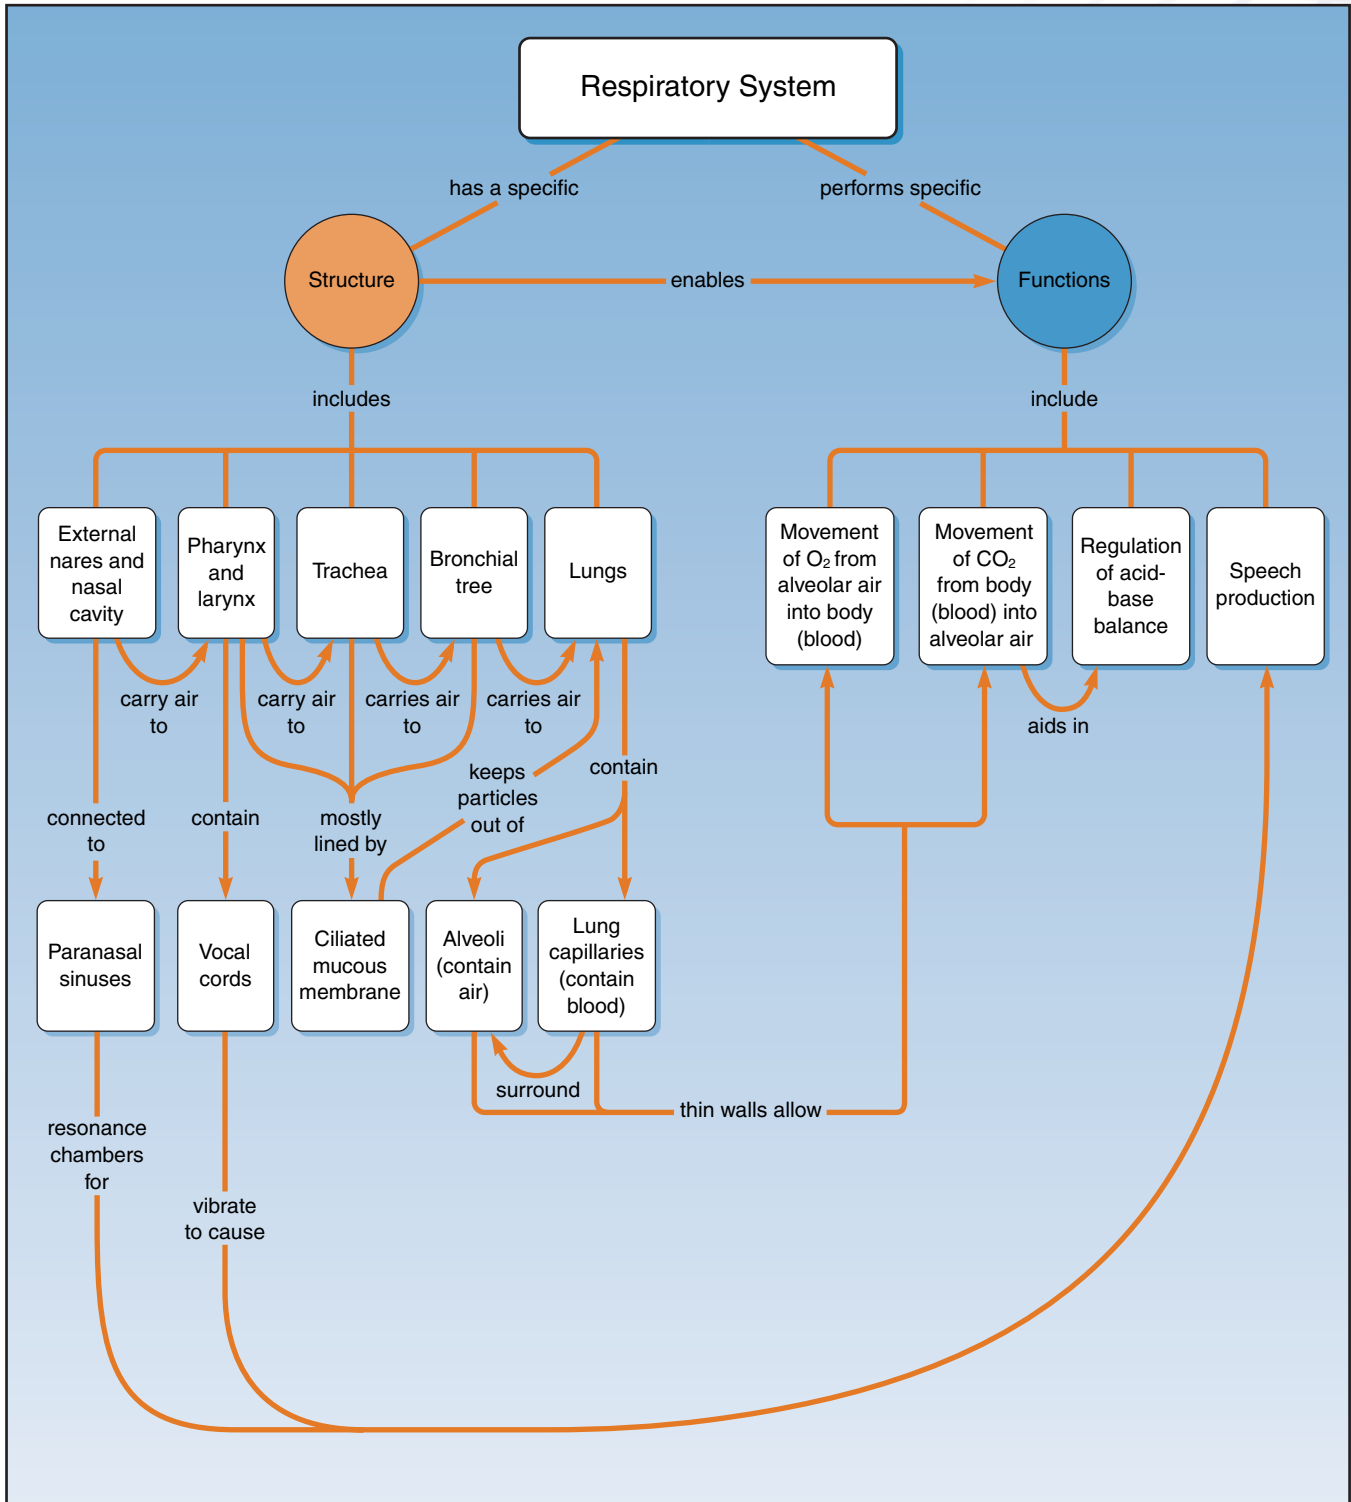 Respiratory System
has a specific
performs specific
Structure
enables
Functions
includes
include
External
nares and
nasal
cavity
Pharynx
and
larynx
Trachea
Bronchial
tree
Lungs
Movement
of O₂ from
alveolar air
into body
(blood)
Movement
of CO₂
from body
(blood) into
alveolar air
Regulation
of acid-
base
balance
Speech
production
carry air
to
carry air
to
carries air
to
carries air
to
aids in
connected
to
contain
mostly
lined by
keeps
particles
out of
contain
Paranasal
sinuses
Vocal
cords
Ciliated
mucous
membrane
Alveoli
(contain
air)
Lung
capillaries
(contain
blood)
surround
thin walls allow
resonance
chambers
for
vibrate
to cause